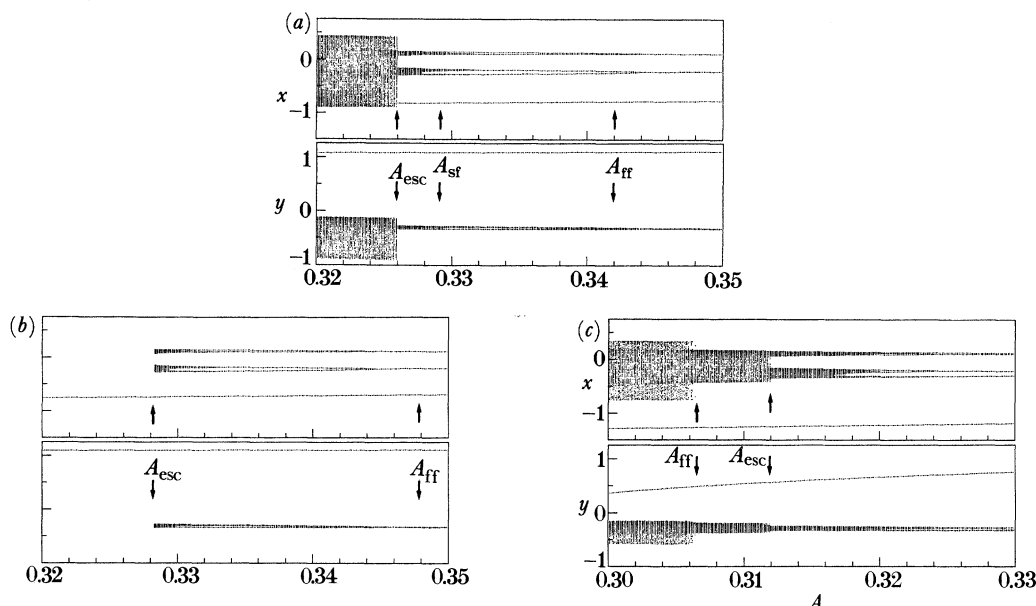 (a)
0
x
−1
1
A_esc A_sf A_ff
y 0
−1
0.32 0.33 0.34 0.35
(b)
A_esc A_ff
0.32 0.33 0.34 0.35
(c)
0
x
−1
1
A_ff A_esc
y 0
−1
0.30 0.31 0.32 0.33
A